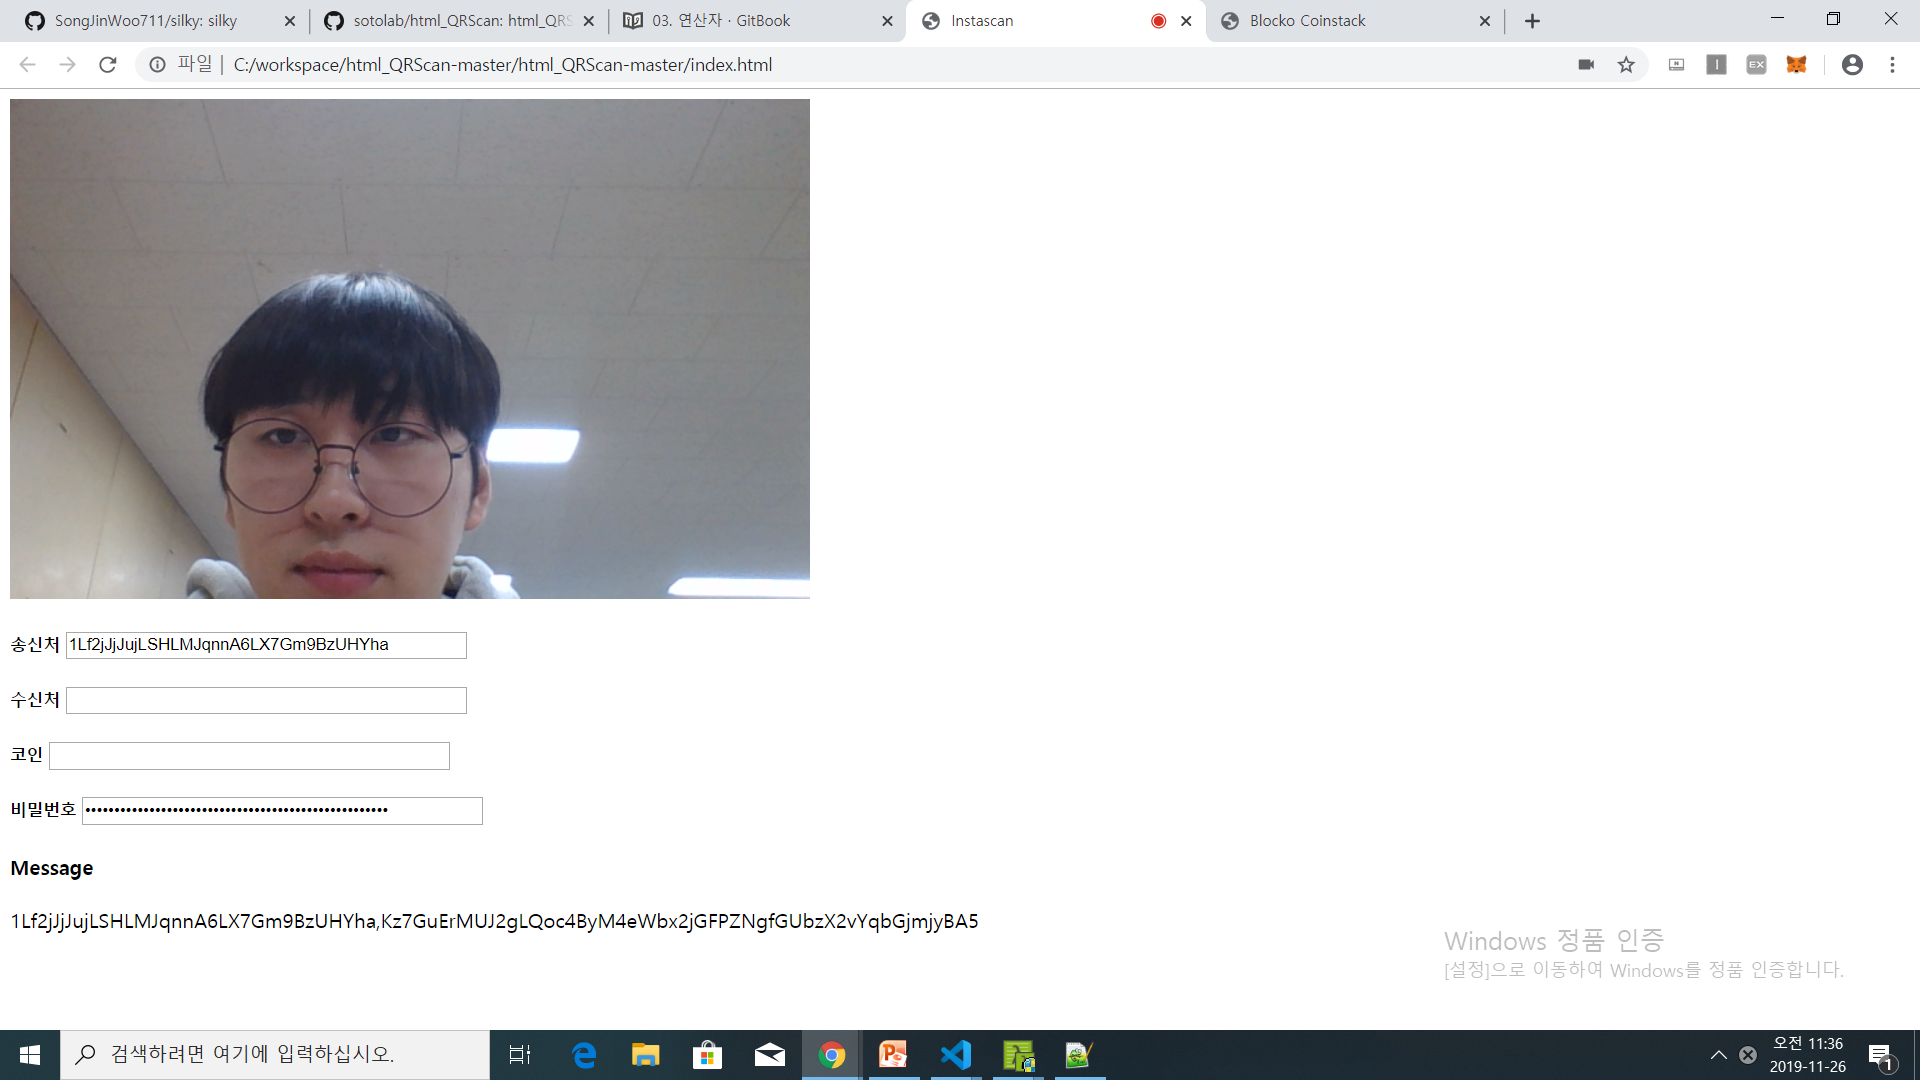 SongJinWoo711/silky: silky
sotolab/html_QRScan: html_QRS
03. 연산자 · GitBook
Instascan
Blocko Coinstack
파일 | C:/workspace/html_QRScan-master/html_QRScan-master/index.html
송신처 1Lf2jJjJujLSHLMJqnnA6LX7Gm9BzUHYha
수신처
코인
비밀번호 ••••••••••••••••••••••••••••••••••••••••••••••••••••
Message
1Lf2jJjJujLSHLMJqnnA6LX7Gm9BzUHYha,Kz7GuErMUJ2gLQoc4ByM4eWbx2jGFPZNgfGUbzX2vYqbGjmjyBA5
Windows 정품 인증
[설정]으로 이동하여 Windows를 정품 인증합니다.
검색하려면 여기에 입력하십시오.
오전 11:36
2019-11-26
1